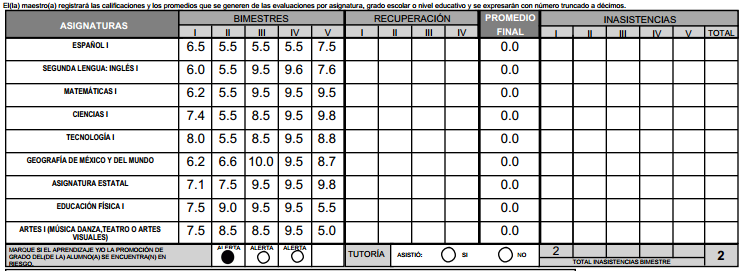 El(la) maestro(a) registrará las calificaciones y los promedios que se generen de las evaluaciones por asignatura, grado escolar o nivel educativo y se expresarán con número truncado a décimos.
ASIGNATURAS BIMESTRES RECUPERACIÓN PROMEDIO FINAL INASISTENCIAS
I II III IV V I II III IV I II III IV V TOTAL
ESPAÑOL I 6.5 5.5 5.5 5.5 7.5 0.0
SEGUNDA LENGUA: INGLÉS I 6.0 5.5 9.5 9.6 7.6 0.0
MATEMÁTICAS I 6.2 5.5 9.5 9.5 9.5 0.0
CIENCIAS I 7.4 5.5 8.5 9.5 9.8 0.0
TECNOLOGÍA I 8.0 5.5 8.5 9.5 8.8 0.0
GEOGRAFÍA DE MÉXICO Y DEL MUNDO 6.2 6.6 10.0 9.5 8.7 0.0
ASIGNATURA ESTATAL 7.1 7.5 9.5 9.5 9.8 0.0
EDUCACIÓN FÍSICA I 7.5 9.0 9.5 9.5 5.5 0.0
ARTES I (MÚSICA DANZA,TEATRO O ARTES
VISUALES) 7.5 8.5 8.5 9.5 5.0 0.0
MARQUE SI EL APRENDIZAJE Y/O LA PROMOCIÓN DE
GRADO DEL(DE LA) ALUMNO(A) SE ENCUENTRA(N) EN
RIESGO.
ALERTA ALERTA ALERTA
TUTORÍA ASISTIÓ: SI NO
2
TOTAL INASISTENCIAS BIMESTRE
2